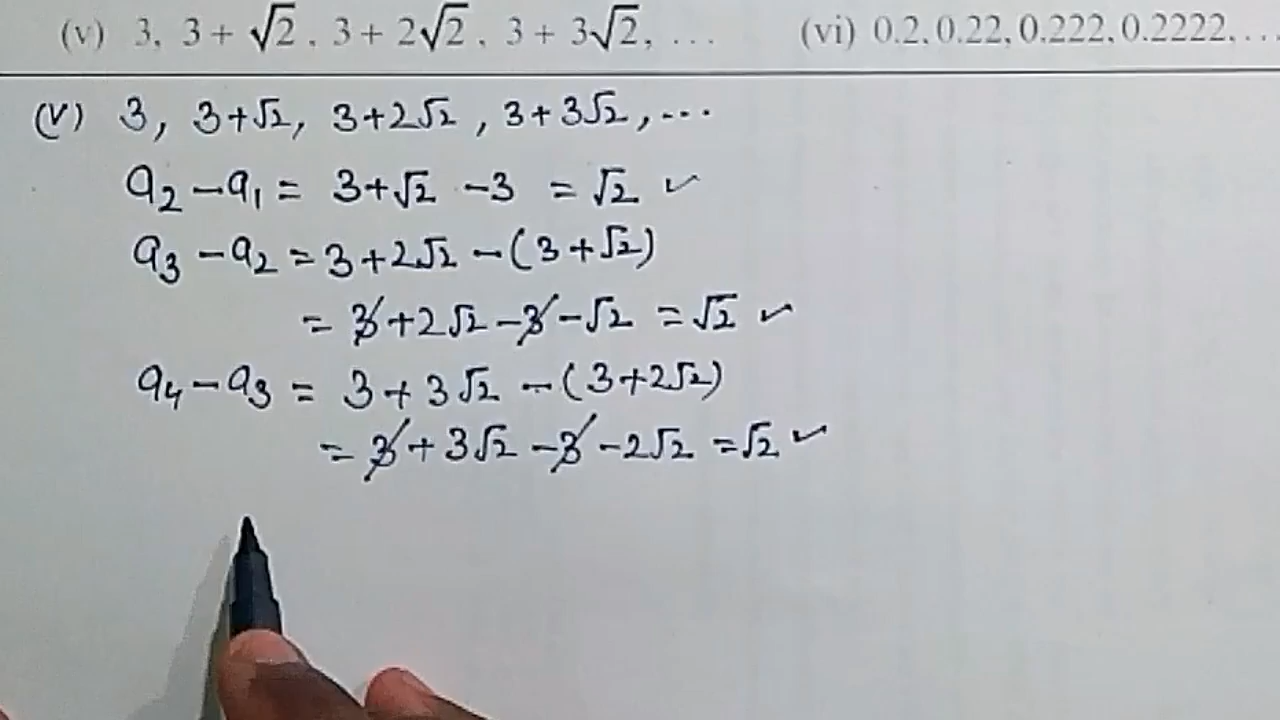 (v) 3, 3 + √2, 3 + 2√2, 3 + 3√2, ... (vi) 0.2, 0.22, 0.222, 0.2222, ...
(v) 3, 3+√2, 3+2√2, 3+3√2, ...
a₂ - a₁ = 3+√2 - 3 = √2 ✓
a₃ - a₂ = 3+2√2 - (3+√2)
= 3+2√2 - 3 - √2 = √2 ✓
a₄ - a₃ = 3+3√2 - (3+2√2)
= 3+3√2 - 3 - 2√2 = √2 ✓